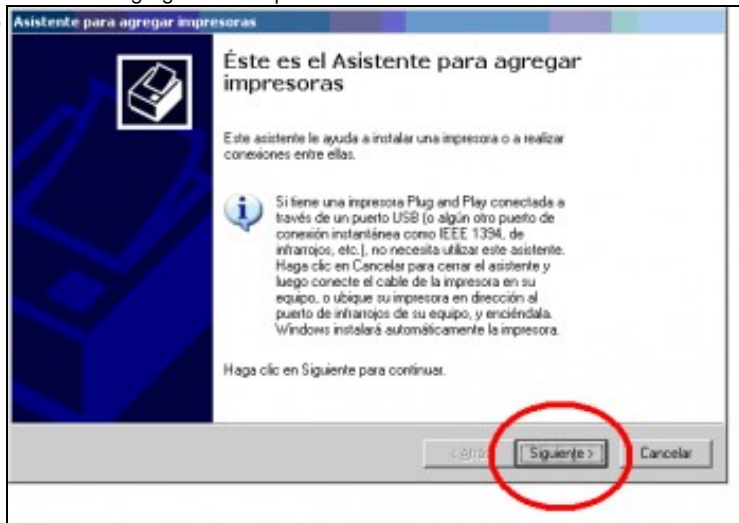 Asistente para agregar impresoras
Éste es el Asistente para agregar
impresoras
Este asistente le ayuda a instalar una impresora o a realizar
conexiones entre ellas.
Si tiene una impresora Plug and Play conectada a
través de un puerto USB (o algún otro puerto de
conexión instantánea como IEEE 1394, de
infrarrojos, etc.), no necesita utilizar este asistente.
Haga clic en Cancelar para cerrar el asistente y
luego conecte el cable de la impresora en su
equipo, o ubique su impresora en dirección al
puerto de infrarrojos de su equipo, y enciéndala.
Windows instalará automáticamente la impresora.
Haga clic en Siguiente para continuar.
< Atrás
Siguiente >
Cancelar